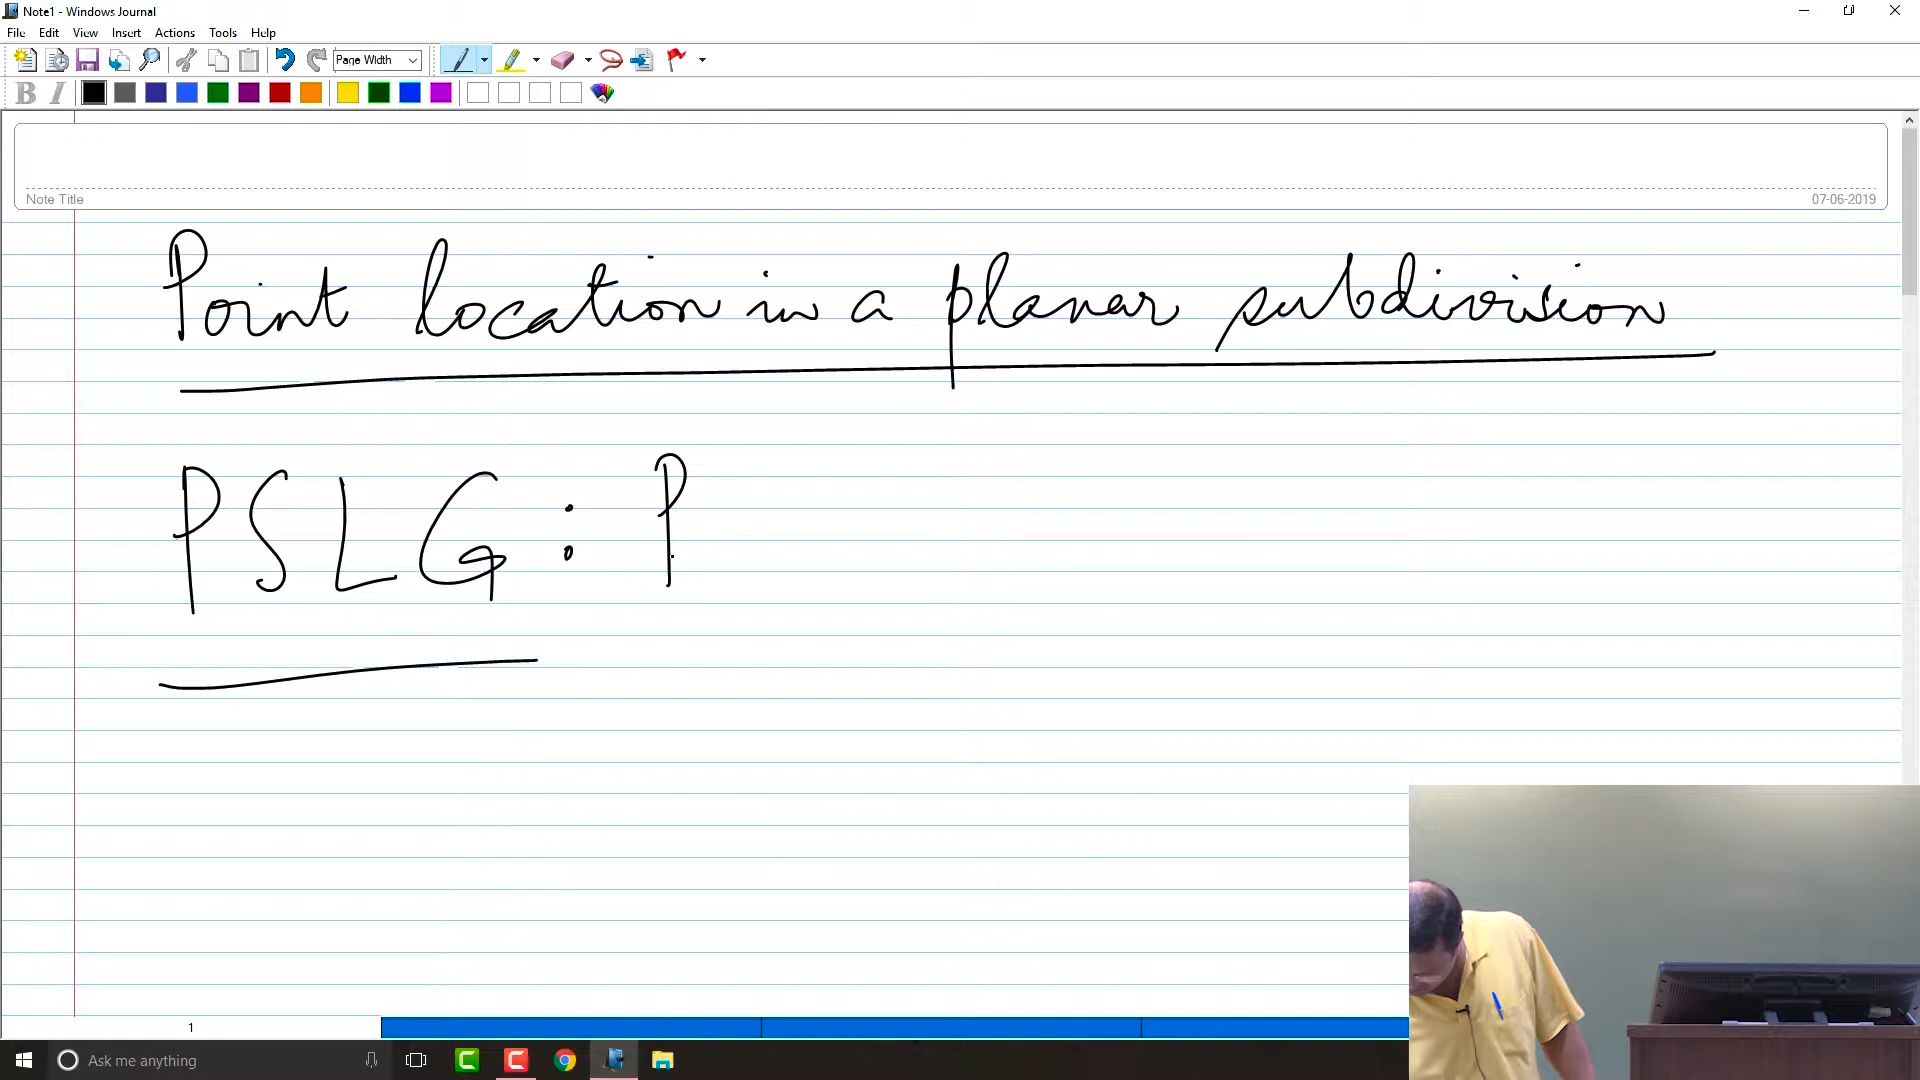 Note1 - Windows Journal
File Edit View Insert Actions Tools Help
Page Width
B I
Note Title
07-06-2019
Point location in a planar subdivision
PSLG : P
1
Ask me anything